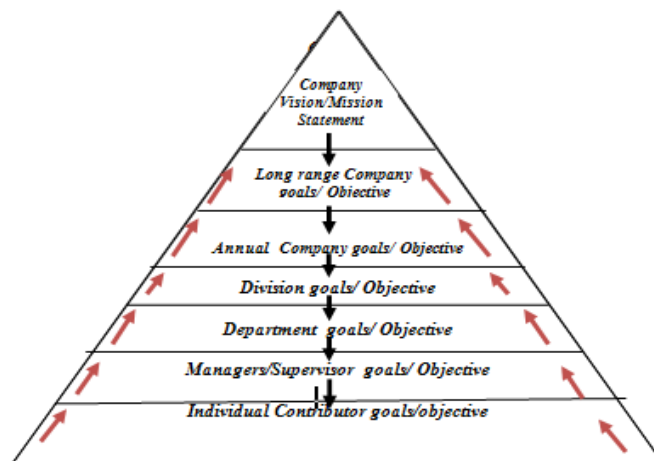 Company
Vision/Mission
Statement
Long range Company
goals/ Objective
Annual Company goals/ Objective
Division goals/ Objective
Department goals/ Objective
Managers/Supervisor goals/ Objective
Individual Contributor goals/objective